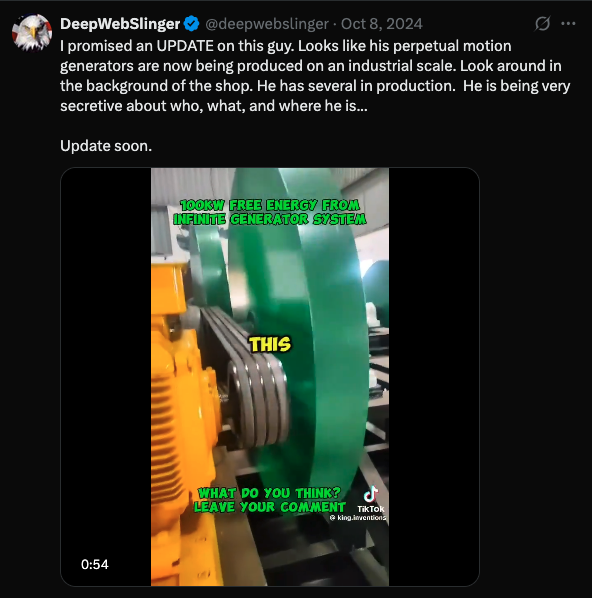 DeepWebSlinger @deepwebslinger · Oct 8, 2024
I promised an UPDATE on this guy. Looks like his perpetual motion
generators are now being produced on an industrial scale. Look around in
the background of the shop. He has several in production.  He is being very
secretive about who, what, and where he is...
Update soon.
100KW FREE ENERGY FROM
INFINITE GENERATOR SYSTEM
THIS
WHAT DO YOU THINK?
LEAVE YOUR COMMENT
TikTok
@ king.inventions
0:54